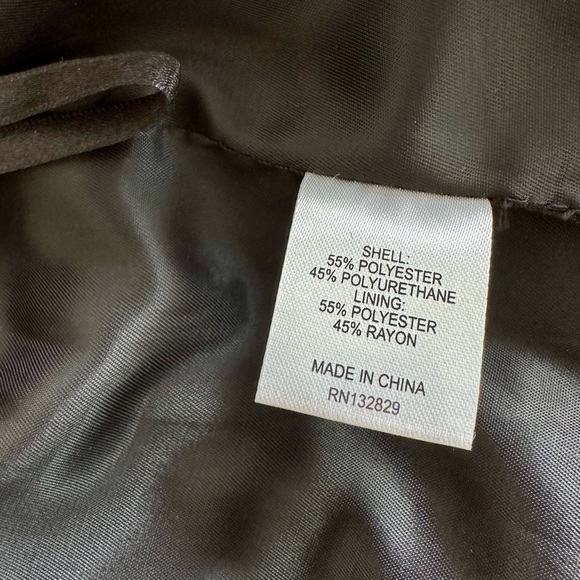 SHELL:
55% POLYESTER
45% POLYURETHANE
LINING:
55% POLYESTER
45% RAYON
MADE IN CHINA
RN132829